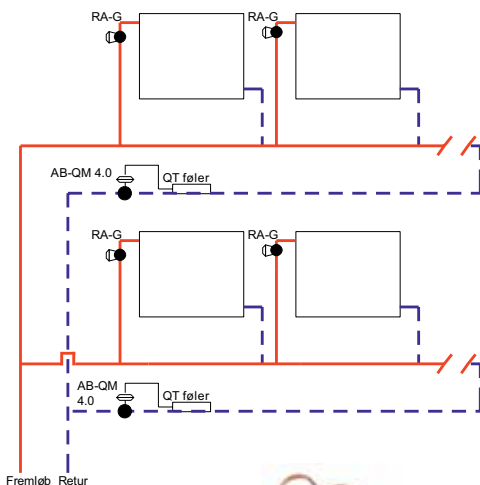 RA-G
RA-G
AB-QM 4.0
QT føler
RA-G
RA-G
AB-QM
4.0
QT føler
Fremløb
Retur